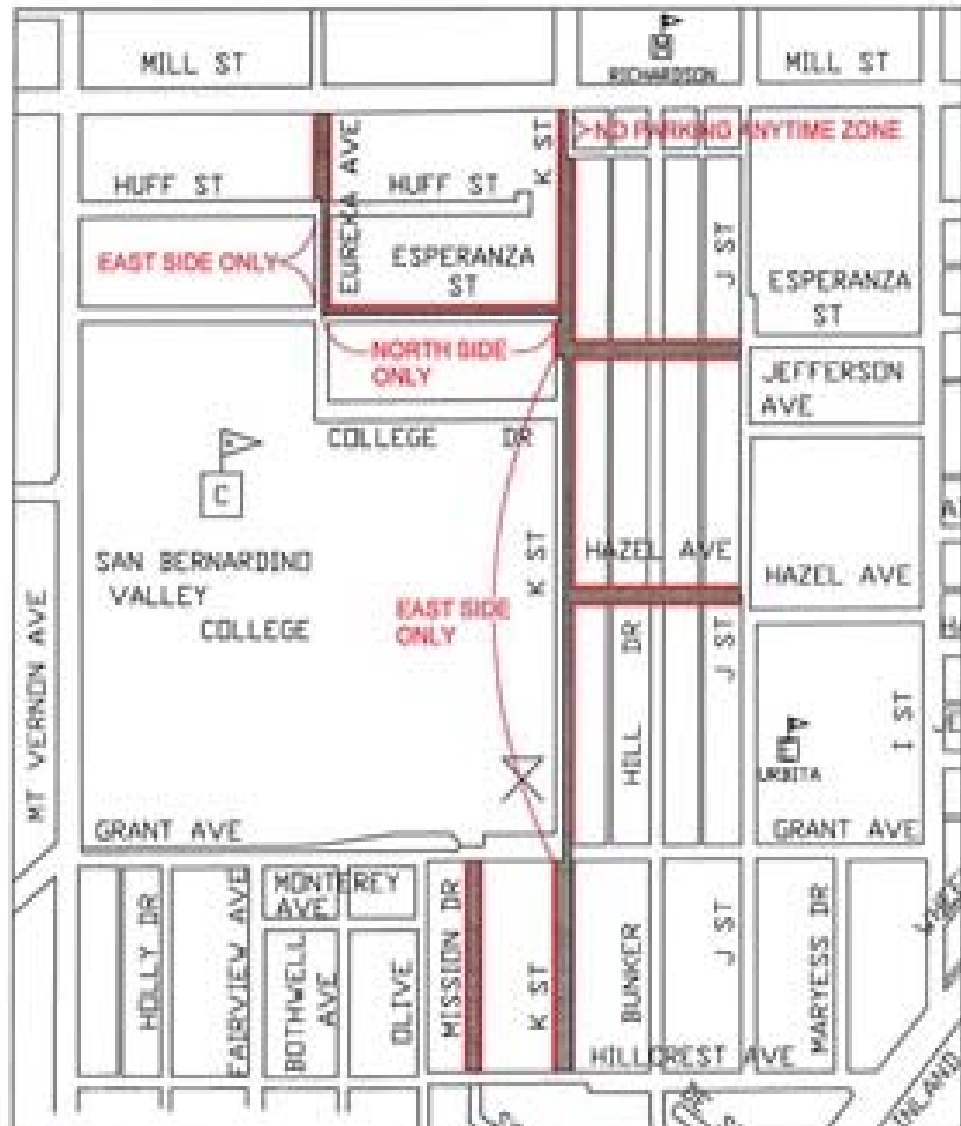 MILL ST
RICHARDSON
MILL ST
>NO PARKING ANYTIME ZONE
HUFF ST
EUREKA AVE
HUFF ST
K ST
J ST
EAST SIDE ONLY
ESPERANZA
ST
ESPERANZA
ST
NORTH SIDE
ONLY
JEFFERSON
AVE
COLLEGE DR
C
SAN BERNARDINO
VALLEY
COLLEGE
K ST
HAZEL AVE
HAZEL AVE
MT VERNON AVE
EAST SIDE
ONLY
HILL DR
J ST
I ST
URBITA
GRANT AVE
GRANT AVE
MONTEREY
AVE
HOLLY DR
FAIRVIEW AVE
BOTHWELL
AVE
OLIVE
MISSION DR
K ST
BUNKER
J ST
MARYESS DR
HILLCREST AVE